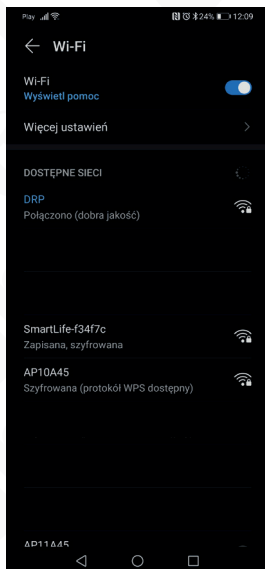 Play 24% 12:09
Wi-Fi
Wi-Fi
Wyświetl pomoc
Więcej ustawień
DOSTĘPNE SIECI
DRP
Połączono (dobra jakość)
SmartLife-f34f7c
Zapisana, szyfrowana
AP10A45
Szyfrowana (protokół WPS dostępny)
AP11A45